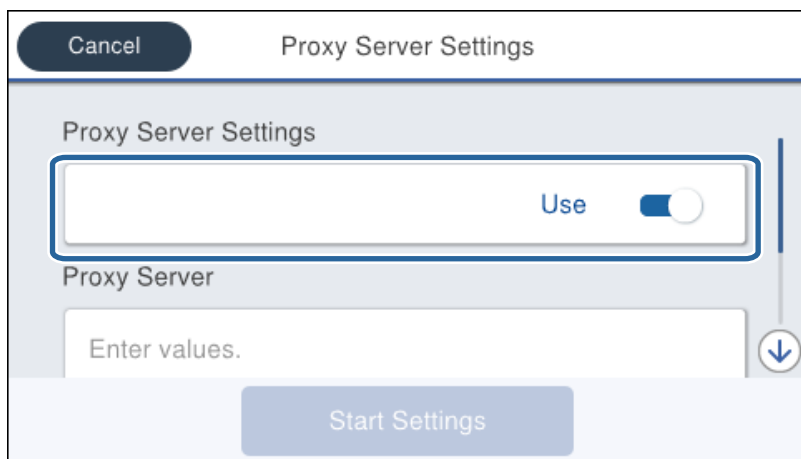 Cancel
Proxy Server Settings
Proxy Server Settings
Use
Proxy Server
Enter values.
Start Settings